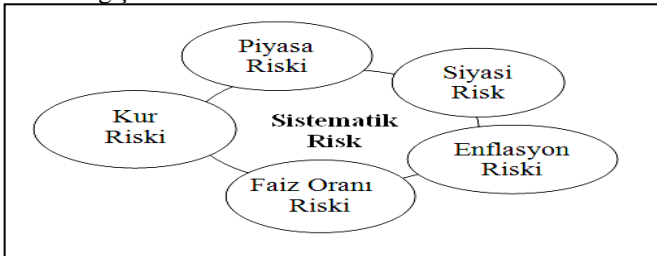 Piyasa
Riski
Siyasi
Risk
Kur
Riski
Sistematik
Risk
Enflasyon
Riski
Faiz Oranı
Riski